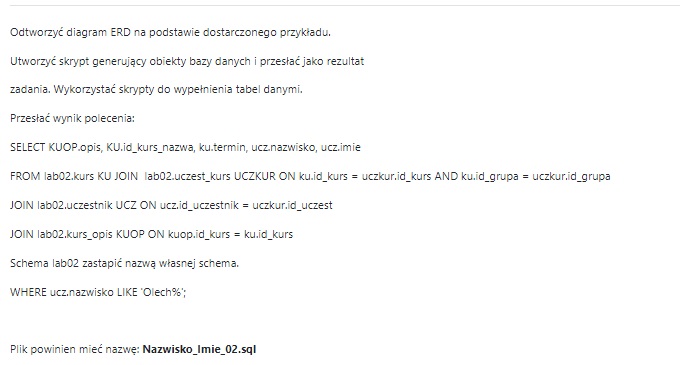 Odtworzyć diagram ERD na podstawie dostarczonego przykładu.
Utworzyć skrypt generujący obiekty bazy danych i przesłać jako rezultat
zadania. Wykorzystać skrypty do wypełnienia tabel danymi.
Przesłać wynik polecenia:
SELECT KUOP.opis, KU.id_kurs_nazwa, ku.termin, ucz.nazwisko, ucz.imie
FROM lab02.kurs KU JOIN lab02.uczest_kurs UCZKUR ON ku.id_kurs = uczkur.id_kurs AND ku.id_grupa = uczkur.id_grupa
JOIN lab02.uczestnik UCZ ON ucz.id_uczestnik = uczkur.id_uczest
JOIN lab02.kurs_opis KUOP ON kuop.id_kurs = ku.id_kurs
Schema lab02 zastąpić nazwą własnej schema.
WHERE ucz.nazwisko LIKE 'Olech%';
Plik powinien mieć nazwę: Nazwisko_Imie_02.sql